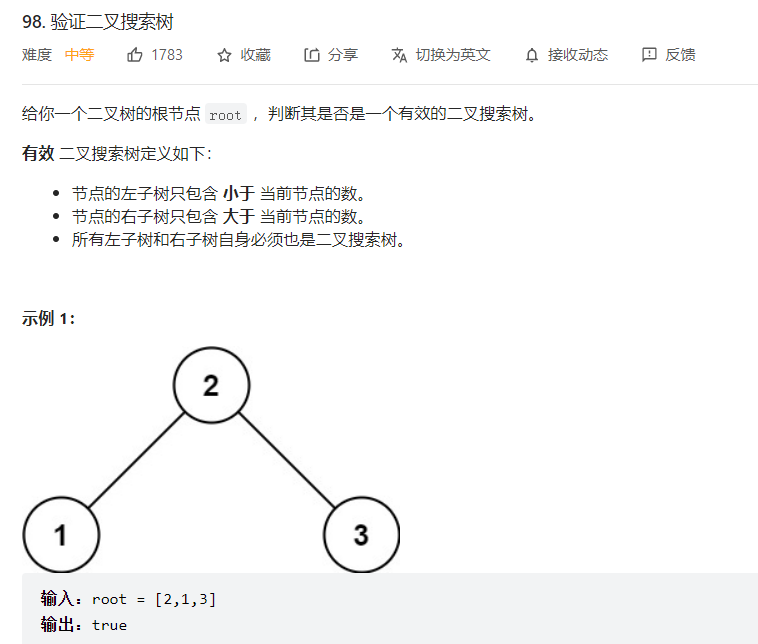 98. 验证二叉搜索树
难度 中等 1783 收藏 分享 切换为英文 接收动态 反馈
给你一个二叉树的根节点 root ，判断其是否是一个有效的二叉搜索树。
有效 二叉搜索树定义如下：
节点的左子树只包含 小于 当前节点的数。
节点的右子树只包含 大于 当前节点的数。
所有左子树和右子树自身必须也是二叉搜索树。
示例 1：
2
1 3
输入：root = [2,1,3]
输出：true